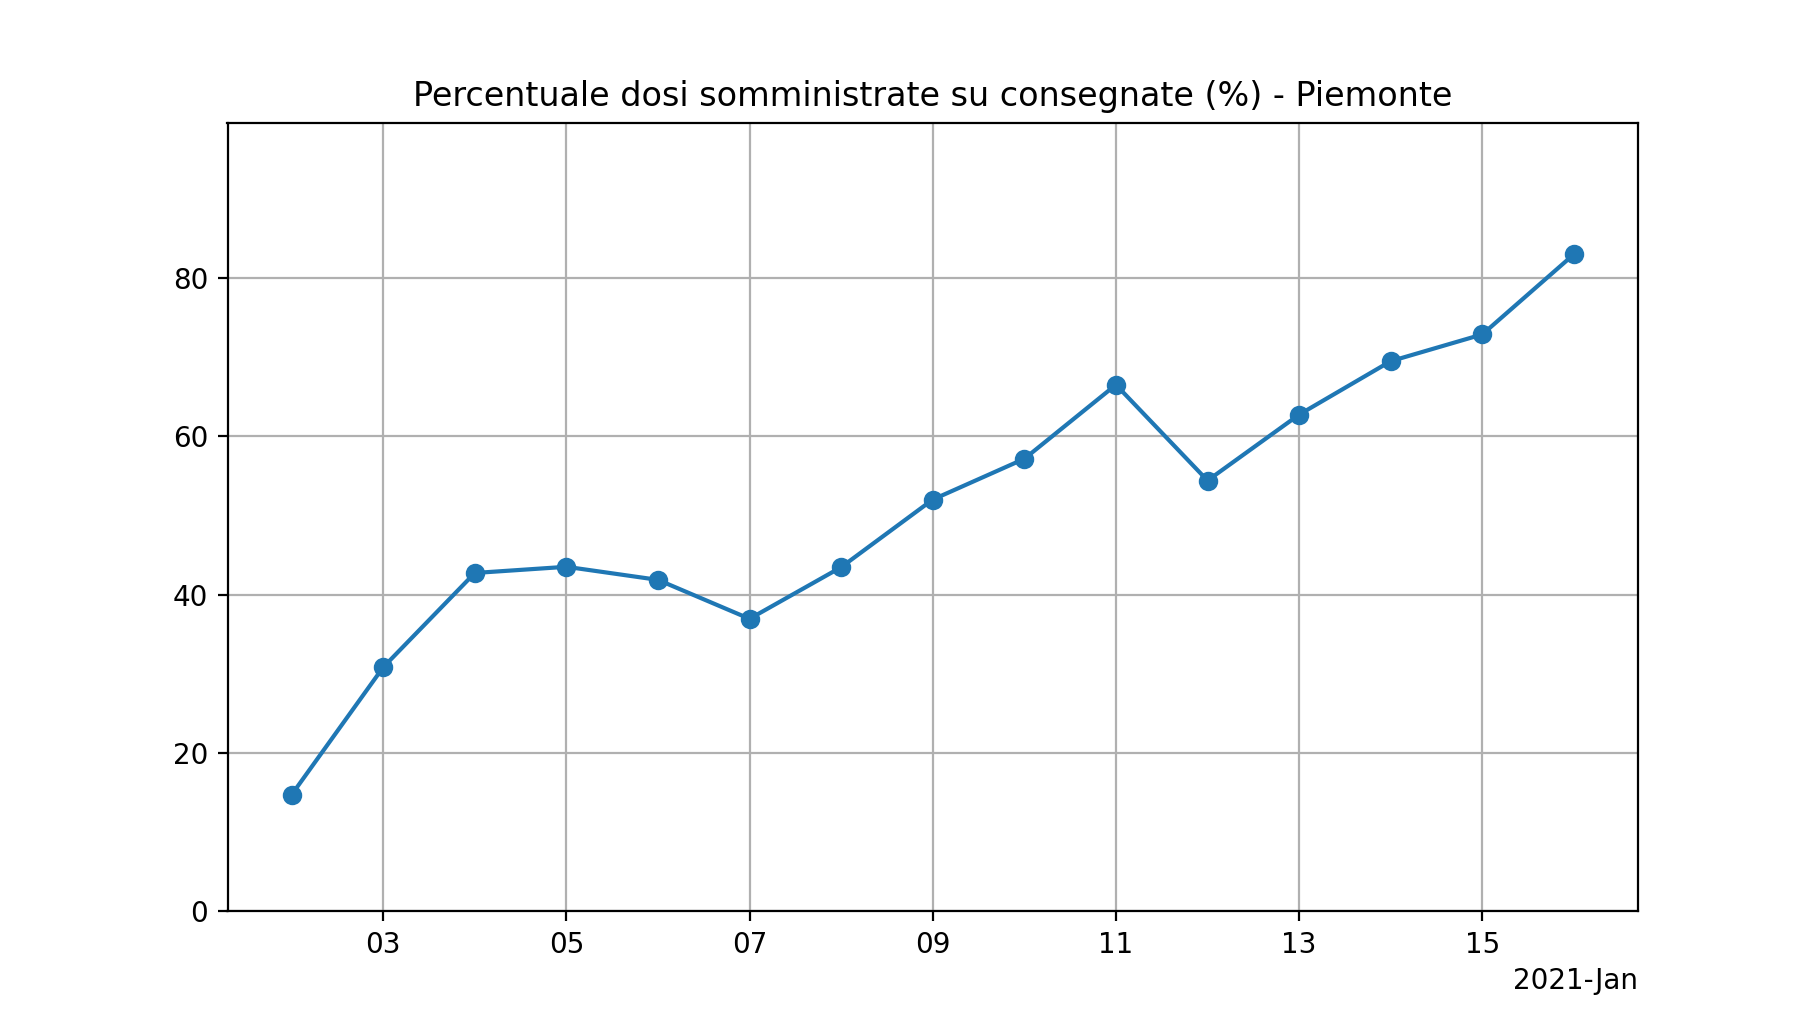 Percentuale dosi somministrate su consegnate (%) - Piemonte
80
60
40
20
0
03 05 07 09 11 13 15
2021-Jan